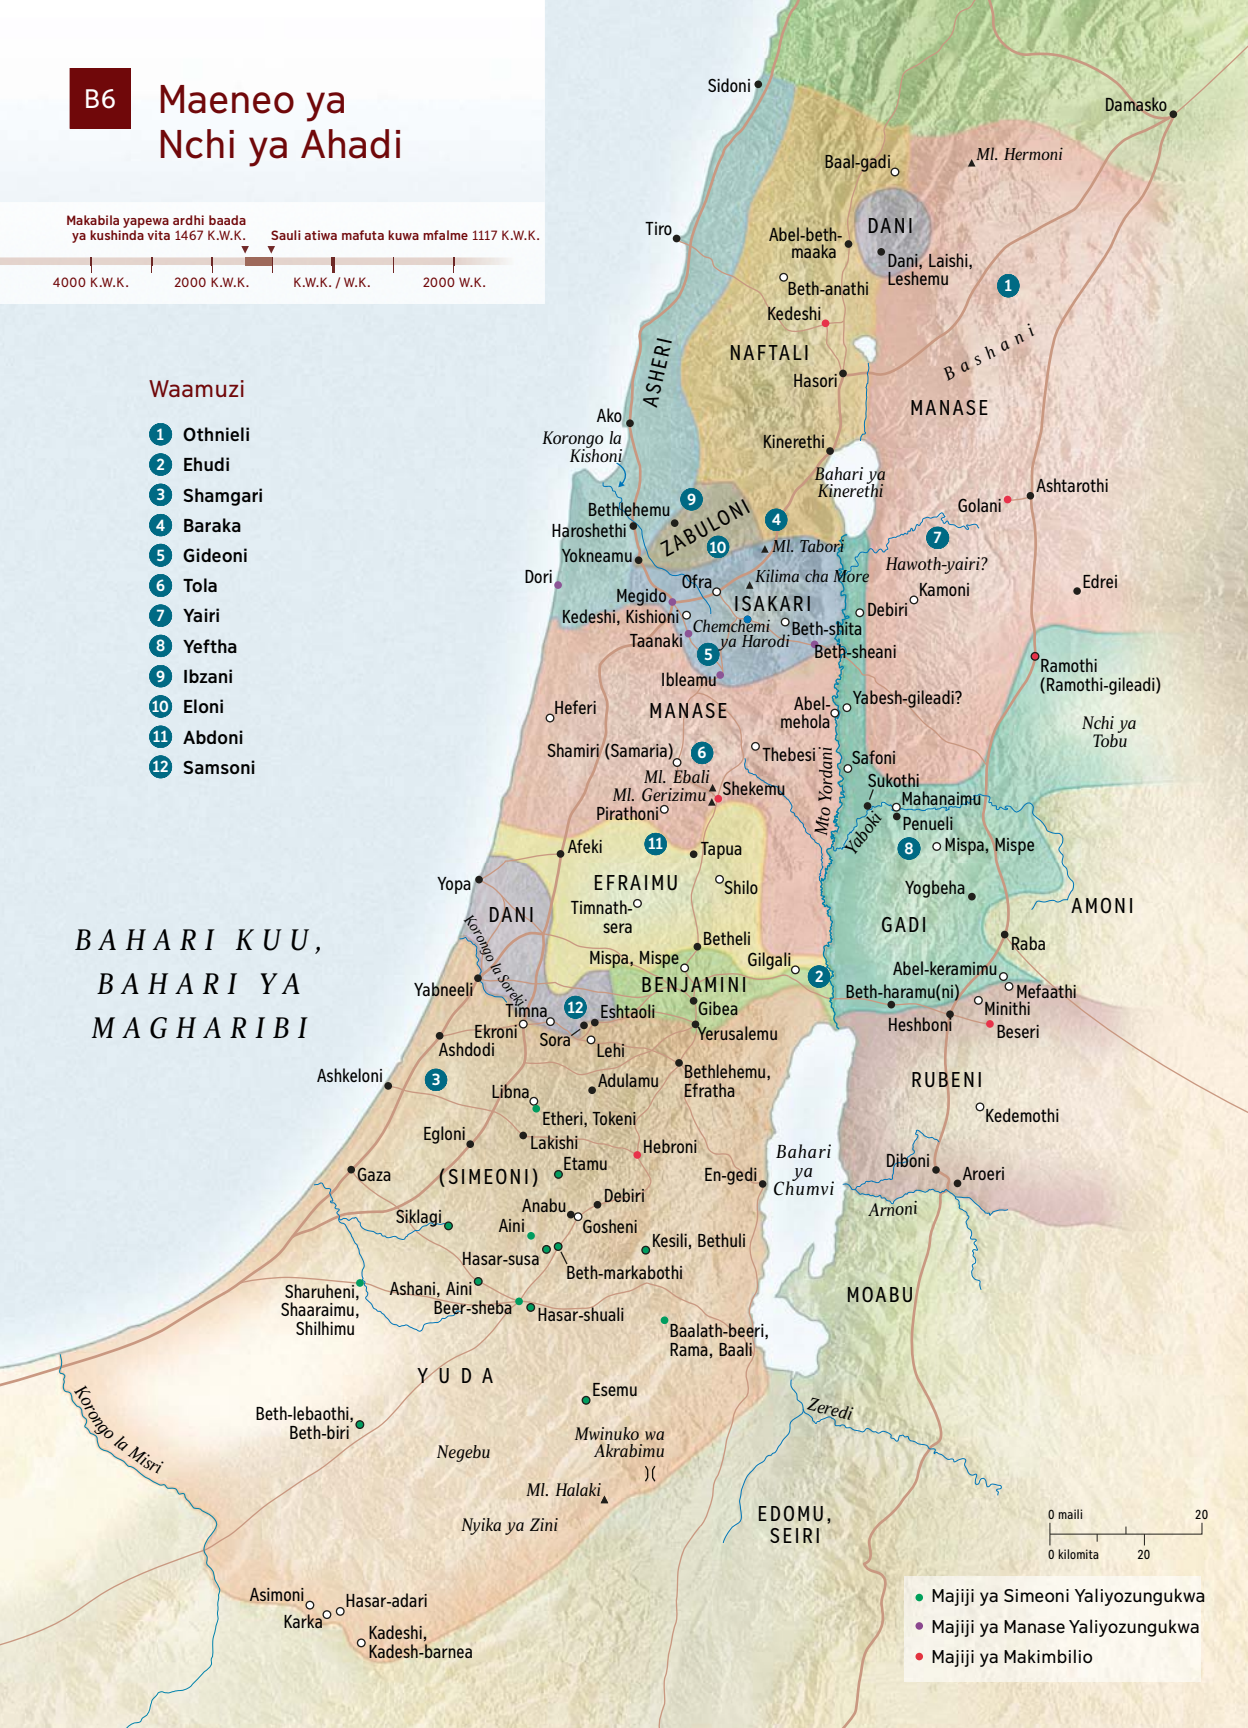 B6
Maeneo ya
Nchi ya Ahadi
Makabila yapewa ardhi baada
ya kushinda vita 1467 K.W.K.
Sauli atiwa mafuta kuwa mfalme 1117 K.W.K.
4000 K.W.K.
2000 K.W.K.
K.W.K. / W.K.
2000 W.K.
Waamuzi
1 Othnieli
2 Ehudi
3 Shamgari
4 Baraka
5 Gideoni
6 Tola
7 Yairi
8 Yeftha
9 Ibzani
10 Eloni
11 Abdoni
12 Samsoni
Sidoni
Damasko
Baal-gadi
Ml. Hermoni
Tiro
DANI
Abel-beth-
maaka
Dani, Laishi,
Leshemu
Beth-anathi
1
Kedeshi
Bashani
ASHERI
NAFTALI
Hasori
MANASE
Ako
Korongo la
Kishoni
Kinerethi
Bahari ya
Kinerethi
Ashtarothi
Golani
9
Bethlehemu
ZABULONI
4
Haroshethi
10
Ml. Tabori
7
Yokneamu
Hawoth-yairi?
Dori
Ofra
Kilima cha More
Kamoni
Edrei
Megido
ISAKARI
Debiri
Kedeshi, Kishioni
Chemchemi
ya Harodi
Beth-shita
Taanaki
5
Beth-sheani
Ibleamu
Ramothi
(Ramothi-gileadi)
Heferi
MANASE
Abel-
mehola
Yabesh-gileadi?
Nchi ya
Tobu
Shamiri (Samaria)
6
Thebesi
Safoni
Ml. Ebali
Sukothi
Ml. Gerizimu
Shekemu
Mto Yordani
Mahanaimu
Pirathoni
Penueli
Yaboki
Afeki
11
Tapua
8
Mispa, Mispe
Yopa
EFRAIMU
Shilo
Yogbeha
Timnath-
sera
AMONI
DANI
GADI
BAHARI KUU,
BAHARI YA
MAGHARIBI
Korongo la Soreki
Betheli
Raba
Mispa, Mispe
Gilgali
2
Abel-keramimu
Yabneeli
BENJAMINI
Beth-haramu(ni)
Mefaathi
Timna
12
Eshtaoli
Gibea
Minithi
Ekroni
Sora
Yerusalemu
Heshboni
Beseri
Ashdodi
Lehi
Ashkeloni
3
Bethlehemu,
Efratha
RUBENI
Adulamu
Libna
Kedemothi
Etheri, Tokeni
Egloni
Lakishi
Hebroni
Bahari
ya
Chumvi
Gaza
(SIMEONI)
Etamu
En-gedi
Diboni
Aroeri
Debiri
Anabu
Arnoni
Siklagi
Gosheni
Aini
Kesili, Bethuli
Hasar-susa
Beth-markabothi
Sharuheni,
Shaaraimu,
Shilhimu
Ashani, Aini
MOABU
Beer-sheba
Hasar-shuali
Baalath-beeri,
Rama, Baali
YUDA
Esemu
Korongo la Misri
Beth-lebaothi,
Beth-biri
Zeredi
Negebu
Mwinuko wa
Akrabimu
Ml. Halaki
EDOMU,
SEIRI
Nyika ya Zini
0 maili 20
0 kilomita 20
Asimoni
Hasar-adari
Karka
Kadeshi,
Kadesh-barnea
Majiji ya Simeoni Yaliyozungukwa
Majiji ya Manase Yaliyozungukwa
Majiji ya Makimbilio